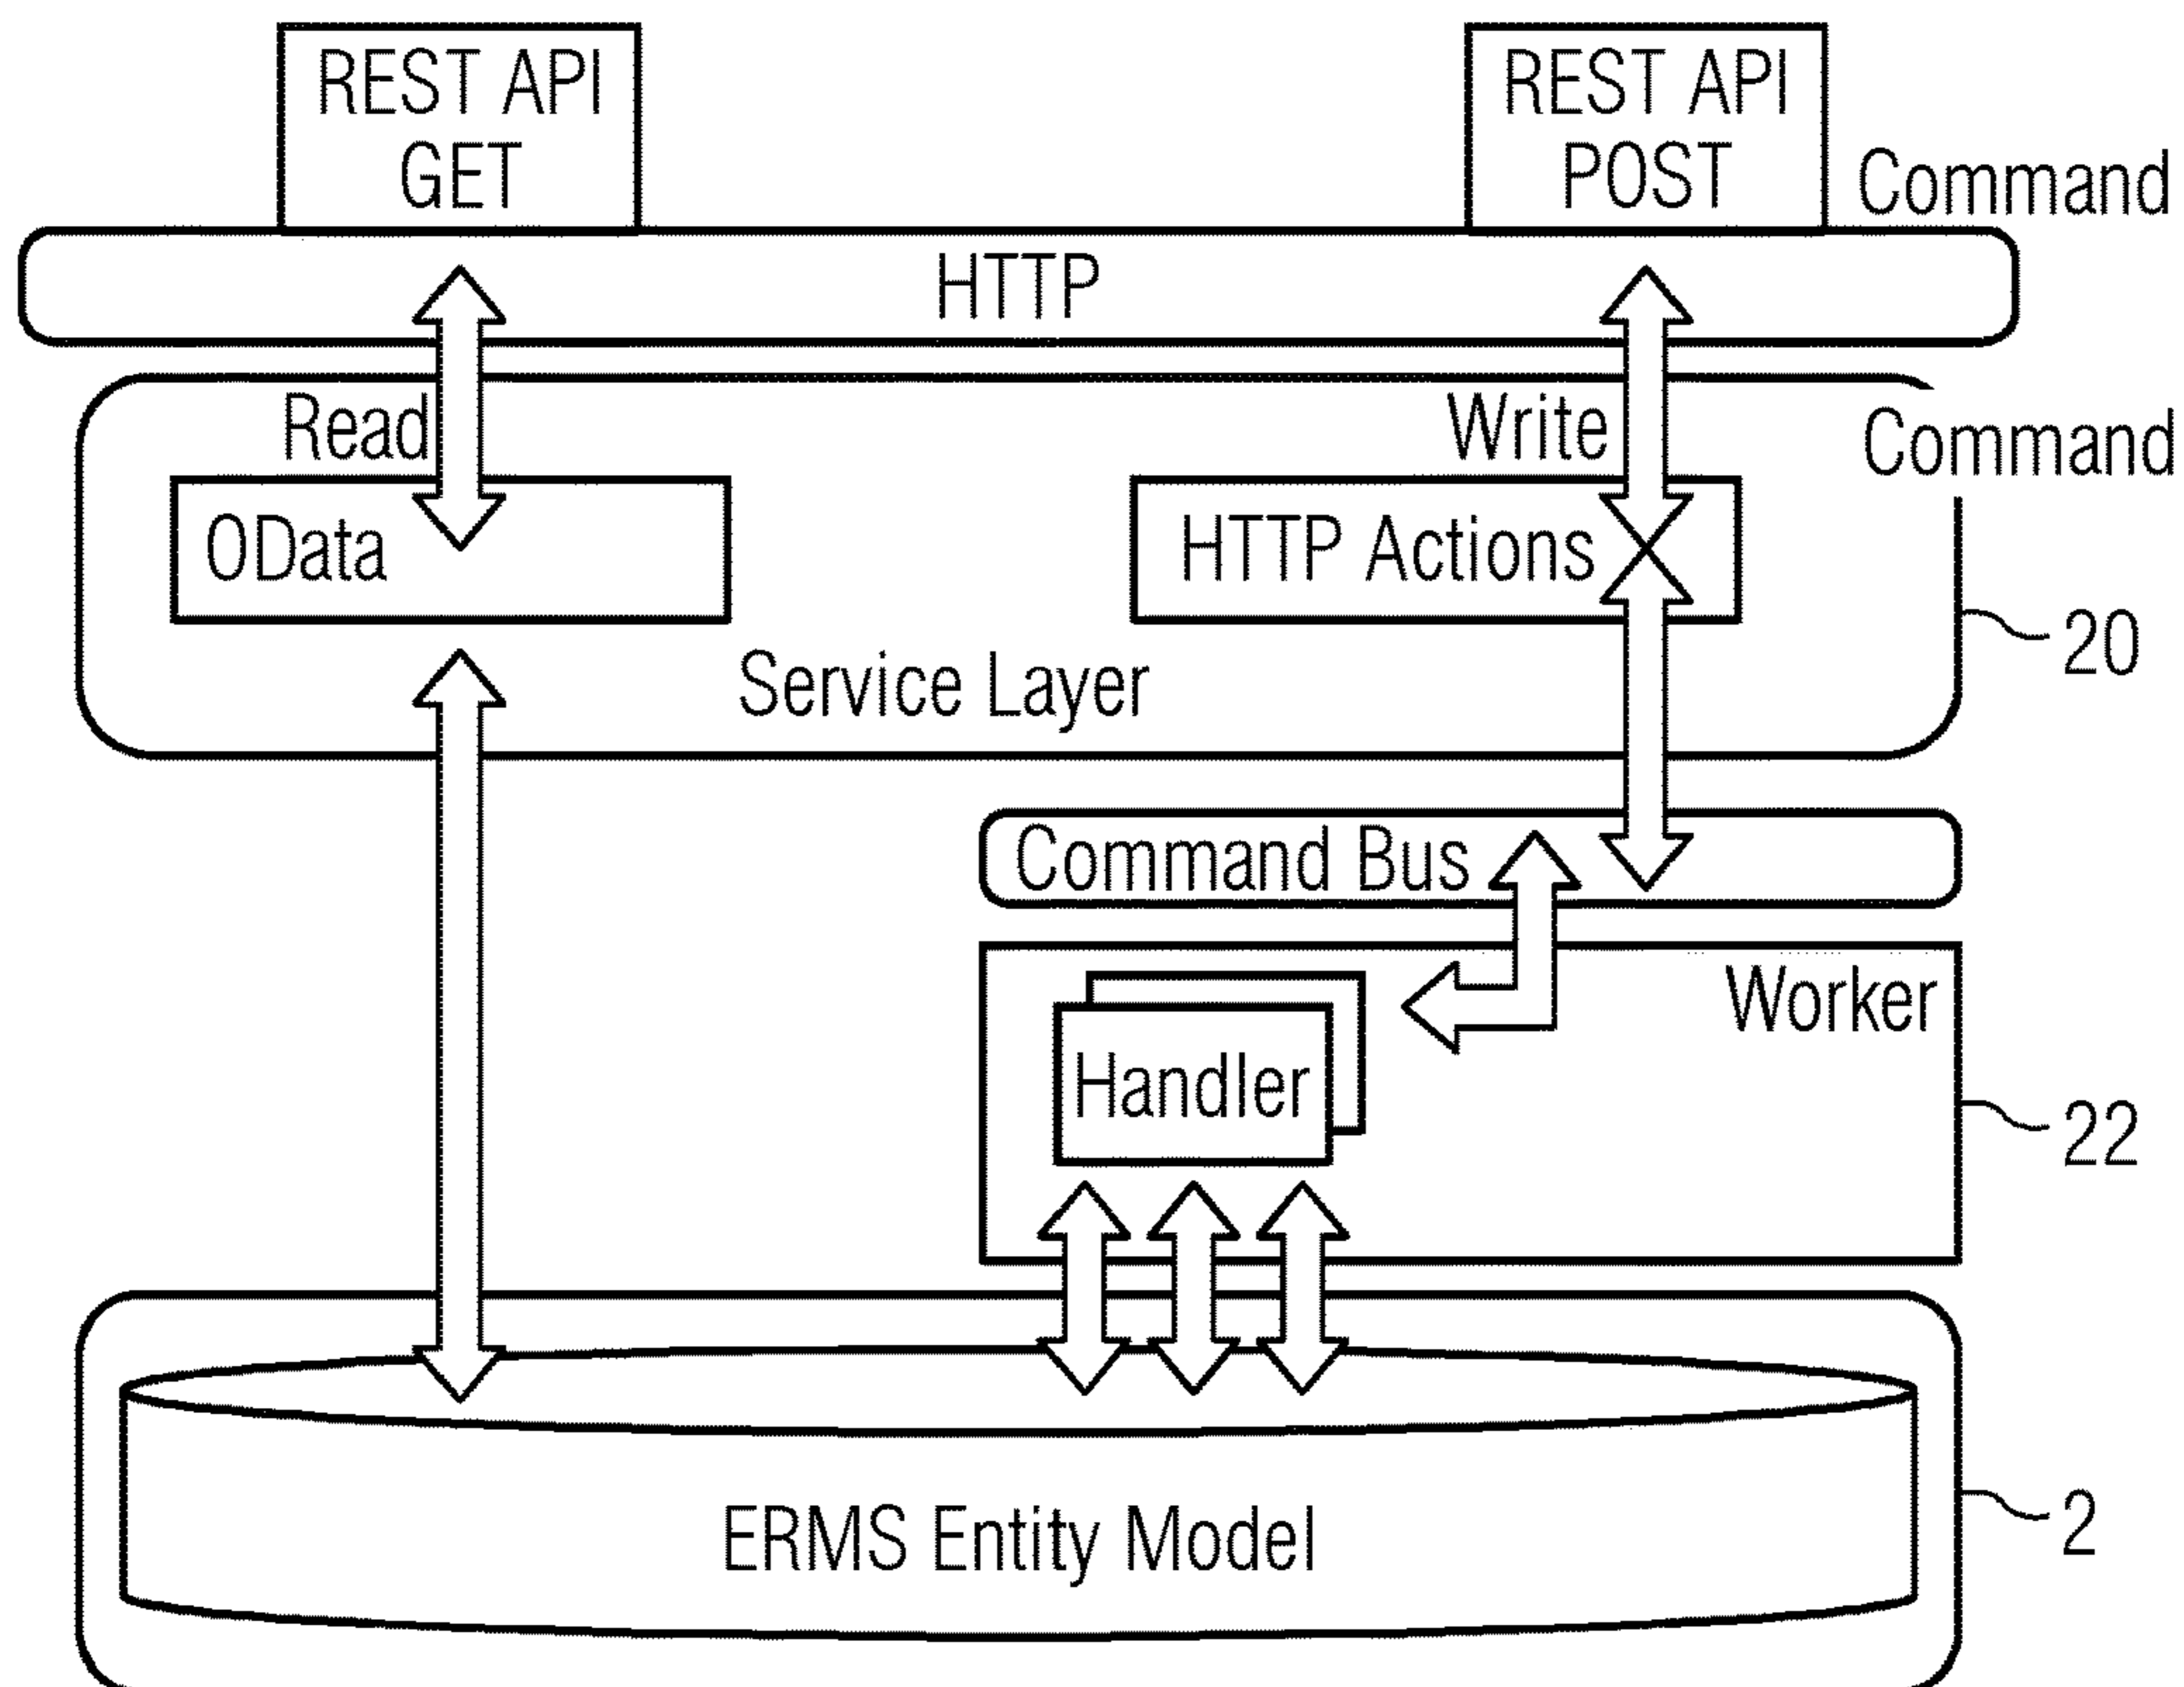 REST API
GET
REST API
POST
Command
HTTP
Read
Write
Command
OData
HTTP Actions
20
Service Layer
Command Bus
Worker
Handler
22
ERMS Entity Model
2